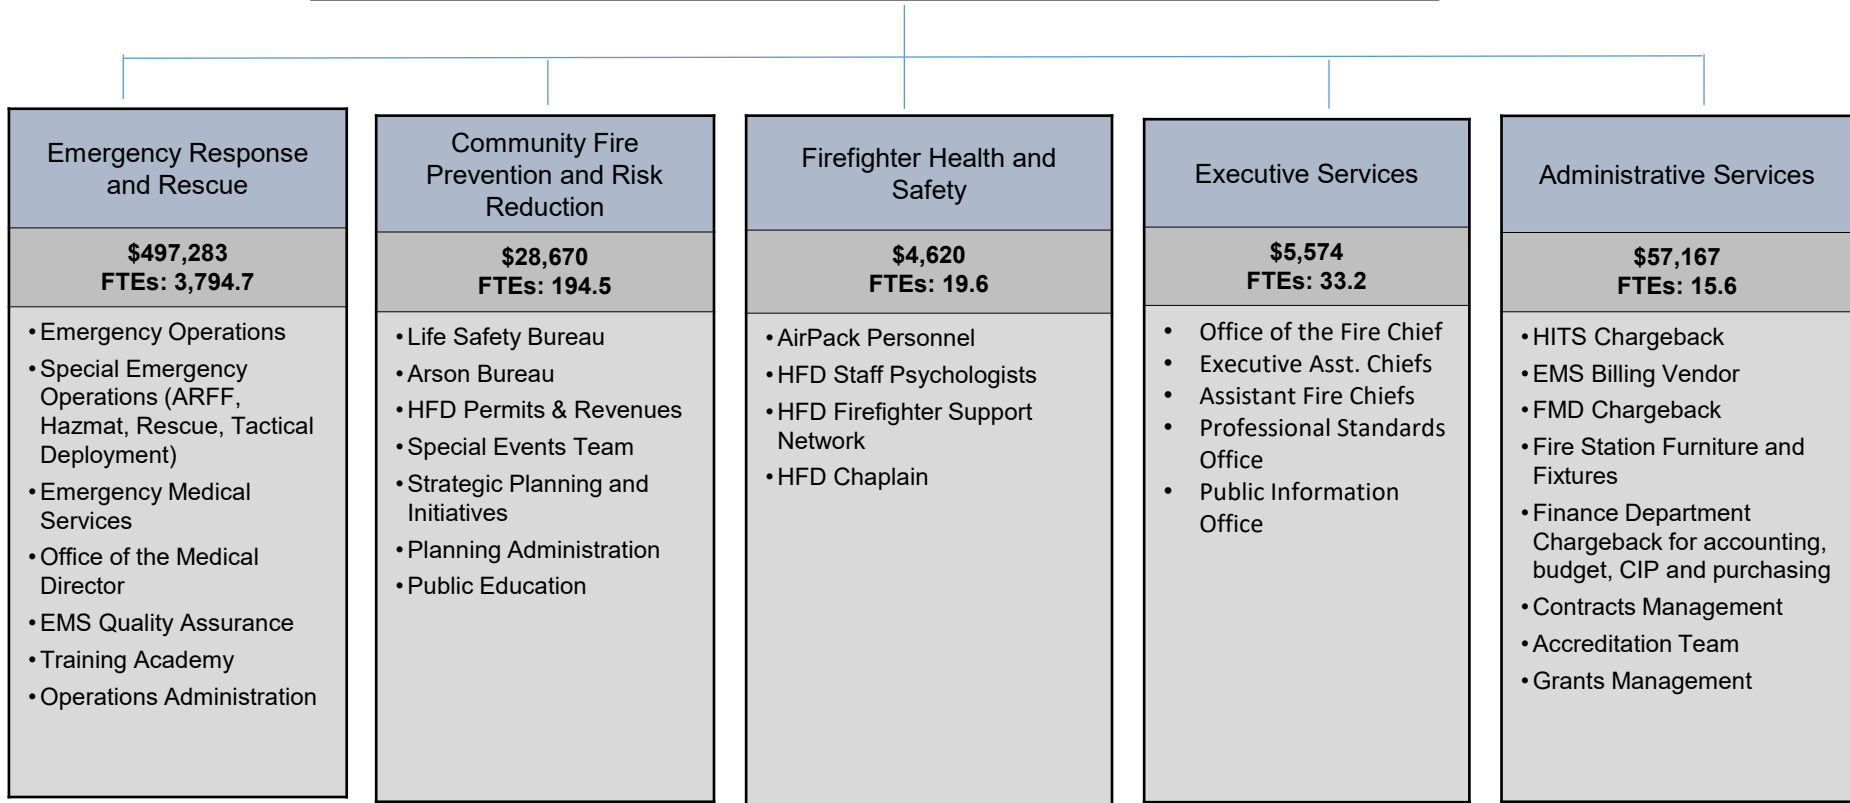 Emergency Response
and Rescue
$497,283
FTEs: 3,794.7
•Emergency Operations
•Special Emergency
Operations (ARFF,
Hazmat, Rescue, Tactical
Deployment)
•Emergency Medical
Services
•Office of the Medical
Director
•EMS Quality Assurance
•Training Academy
•Operations Administration
Community Fire
Prevention and Risk
Reduction
$28,670
FTEs: 194.5
•Life Safety Bureau
•Arson Bureau
•HFD Permits & Revenues
•Special Events Team
•Strategic Planning and
Initiatives
•Planning Administration
•Public Education
Firefighter Health and
Safety
$4,620
FTEs: 19.6
•AirPack Personnel
•HFD Staff Psychologists
•HFD Firefighter Support
Network
•HFD Chaplain
Executive Services
$5,574
FTEs: 33.2
• Office of the Fire Chief
• Executive Asst. Chiefs
• Assistant Fire Chiefs
• Professional Standards
Office
• Public Information
Office
Administrative Services
$57,167
FTEs: 15.6
•HITS Chargeback
•EMS Billing Vendor
•FMD Chargeback
•Fire Station Furniture and
Fixtures
•Finance Department
Chargeback for accounting,
budget, CIP and purchasing
•Contracts Management
•Accreditation Team
•Grants Management